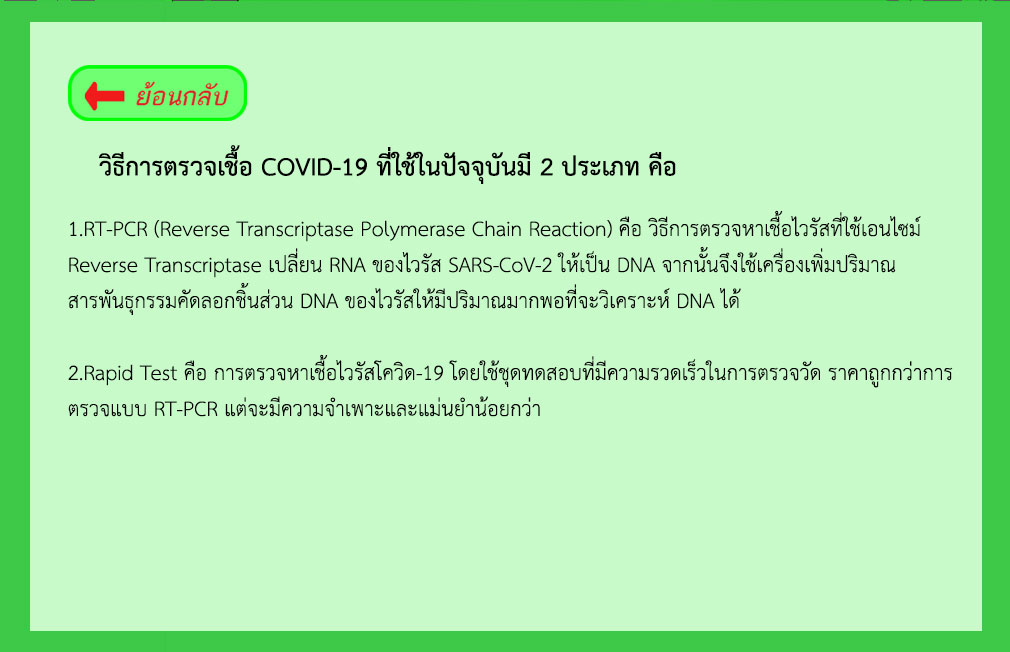 ย้อนกลับ
วิธีการตรวจเชื้อ COVID-19 ที่ใช้ในปัจจุบันมี 2 ประเภท คือ
1.RT-PCR (Reverse Transcriptase Polymerase Chain Reaction) คือ วิธีการตรวจหาเชื้อไวรัสที่ใช้เอนไซม์
Reverse Transcriptase เปลี่ยน RNA ของไวรัส SARS-CoV-2 ให้เป็น DNA จากนั้นจึงใช้เครื่องเพิ่มปริมาณ
สารพันธุกรรมคัดลอกชิ้นส่วน DNA ของไวรัสให้มีปริมาณมากพอที่จะวิเคราะห์ DNA ได้
2.Rapid Test คือ การตรวจหาเชื้อไวรัสโควิด-19 โดยใช้ชุดทดสอบที่มีความรวดเร็วในการตรวจวัด ราคาถูกกว่าการ
ตรวจแบบ RT-PCR แต่จะมีความจำเพาะและแม่นยำน้อยกว่า